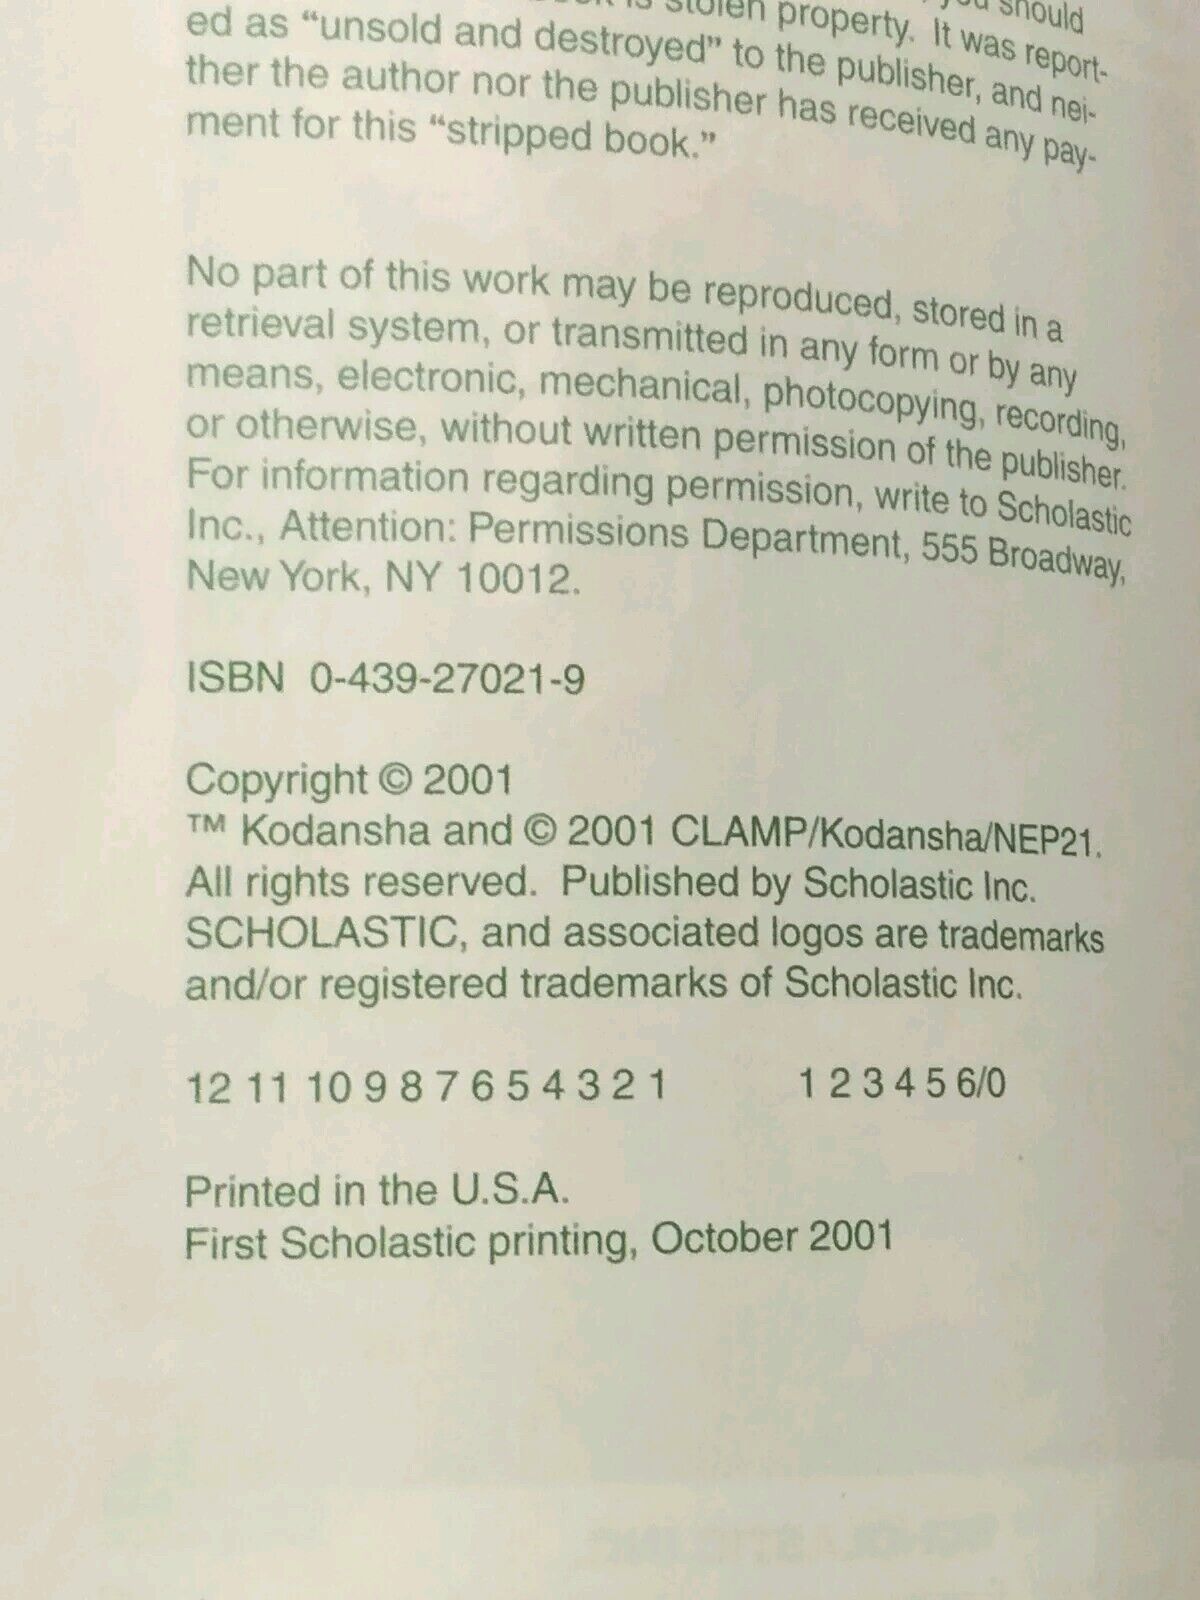 is stolen property. It was report-
ed as “unsold and destroyed” to the publisher, and nei-
ther the author nor the publisher has received any pay-
ment for this “stripped book.”
No part of this work may be reproduced, stored in a
retrieval system, or transmitted in any form or by any
means, electronic, mechanical, photocopying, recording,
or otherwise, without written permission of the publisher.
For information regarding permission, write to Scholastic
Inc., Attention: Permissions Department, 555 Broadway,
New York, NY 10012.
ISBN 0-439-27021-9
Copyright © 2001
™ Kodansha and © 2001 CLAMP/Kodansha/NEP21.
All rights reserved. Published by Scholastic Inc.
SCHOLASTIC, and associated logos are trademarks
and/or registered trademarks of Scholastic Inc.
12 11 10 9 8 7 6 5 4 3 2 1 1 2 3 4 5 6/0
Printed in the U.S.A.
First Scholastic printing, October 2001